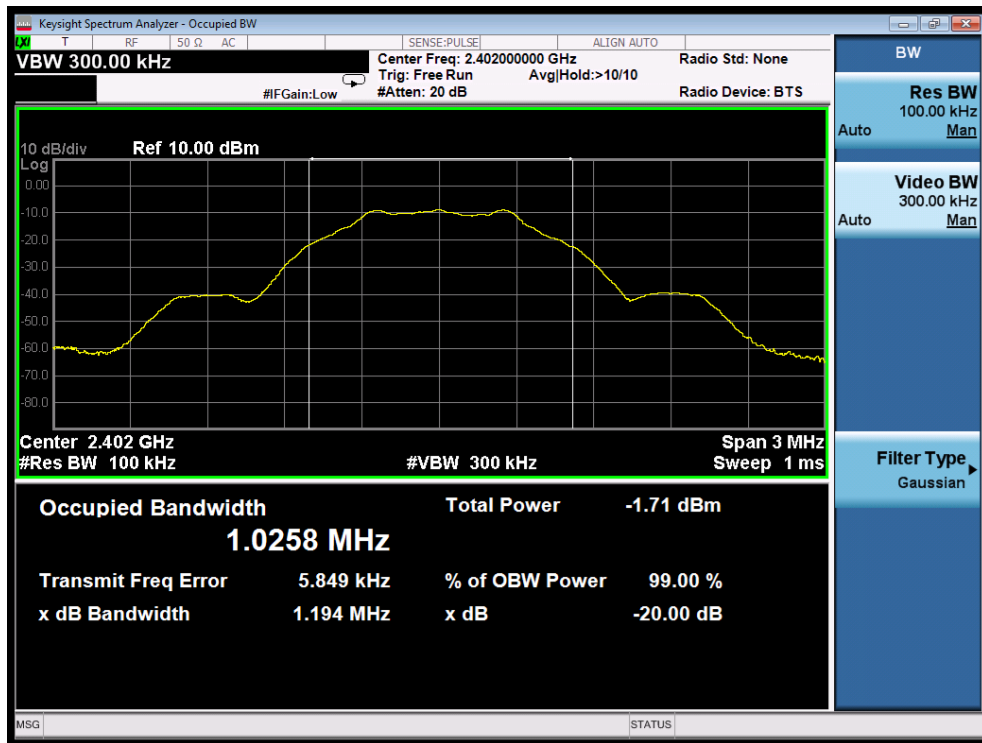 Keysight Spectrum Analyzer - Occupied BW
LXI T RF 50 Ω AC SENSE:PULSE ALIGN AUTO
VBW 300.00 kHz
Center Freq: 2.402000000 GHz Radio Std: None
Trig: Free Run Avg|Hold:>10/10
#IFGain:Low #Atten: 20 dB Radio Device: BTS
10 dB/div Ref 10.00 dBm
Log
0.00
-10.0
-20.0
-30.0
-40.0
-50.0
-60.0
-70.0
-80.0
Center 2.402 GHz Span 3 MHz
#Res BW 100 kHz #VBW 300 kHz Sweep 1 ms
Occupied Bandwidth Total Power -1.71 dBm
1.0258 MHz
Transmit Freq Error 5.849 kHz % of OBW Power 99.00 %
x dB Bandwidth 1.194 MHz x dB -20.00 dB
MSG STATUS
BW
Res BW
100.00 kHz
Auto Man
Video BW
300.00 kHz
Auto Man
Filter Type
Gaussian